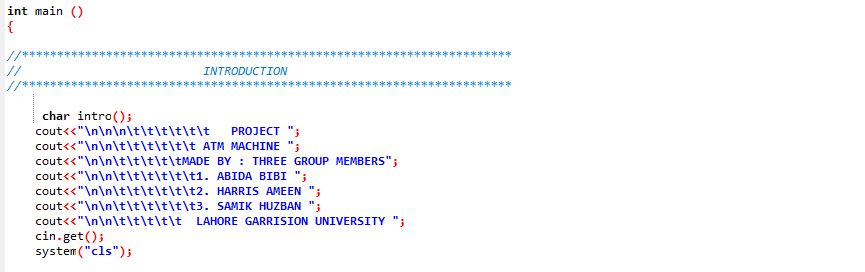 int main ()
{
//**********************************************************************
// INTRODUCTION
//**********************************************************************
char intro();
cout<<"\n\n\n\t\t\t\t\t\t   PROJECT ";
cout<<"\n\n\t\t\t\t\t\t ATM MACHINE ";
cout<<"\n\n\t\t\t\t\tMADE BY : THREE GROUP MEMBERS";
cout<<"\n\n\t\t\t\t\t\t1. ABIDA BIBI ";
cout<<"\n\n\t\t\t\t\t\t2. HARRIS AMEEN ";
cout<<"\n\n\t\t\t\t\t\t3. SAMIK HUZBAN ";
cout<<"\n\n\t\t\t\t\t  LAHORE GARRISION UNIVERSITY ";
cin.get();
system("cls");